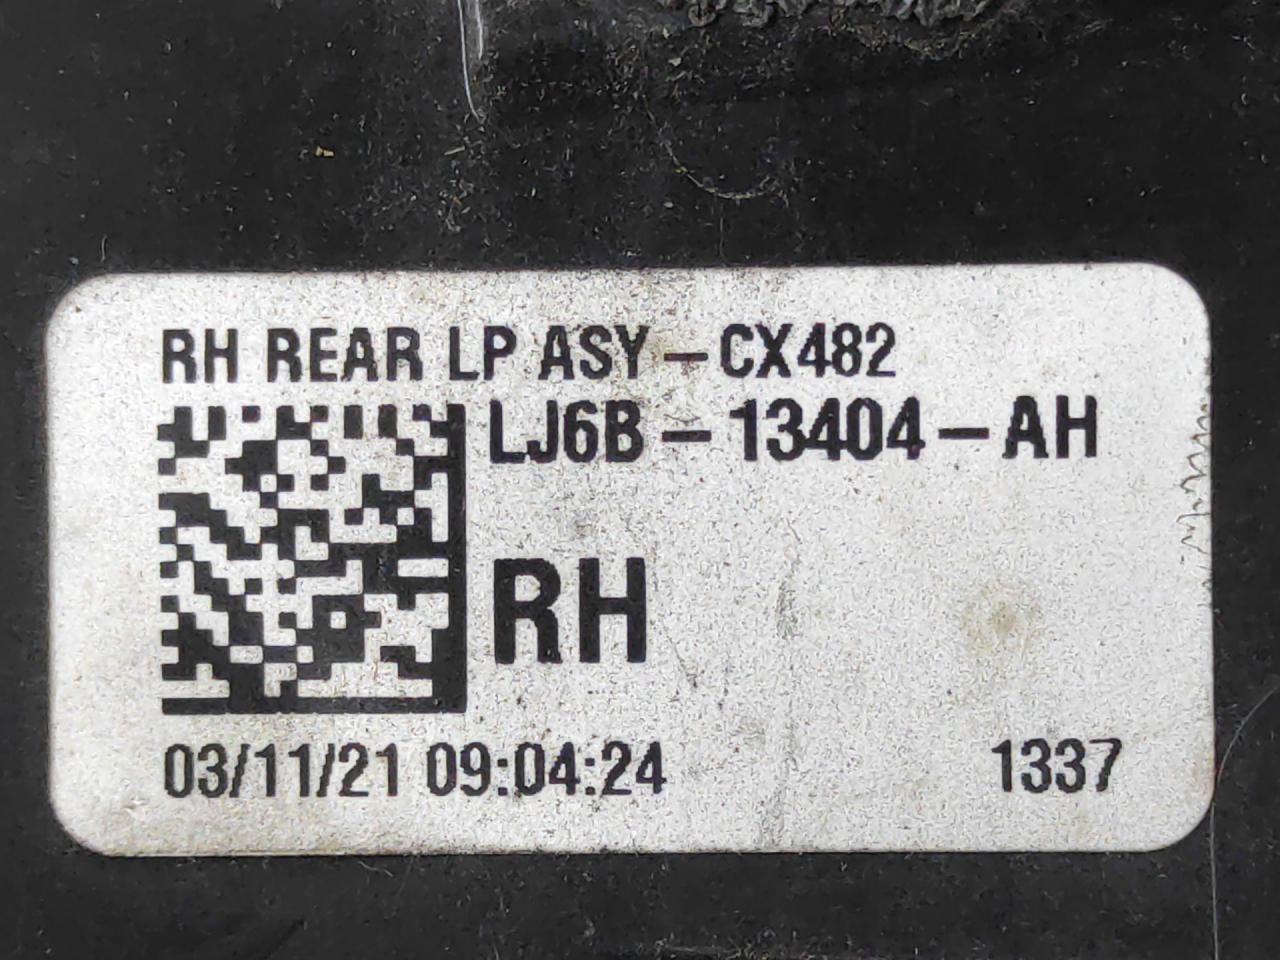 RH REAR LP ASY-CX482
LJ6B-13404-AH
RH
03/11/21 09:04:24 1337